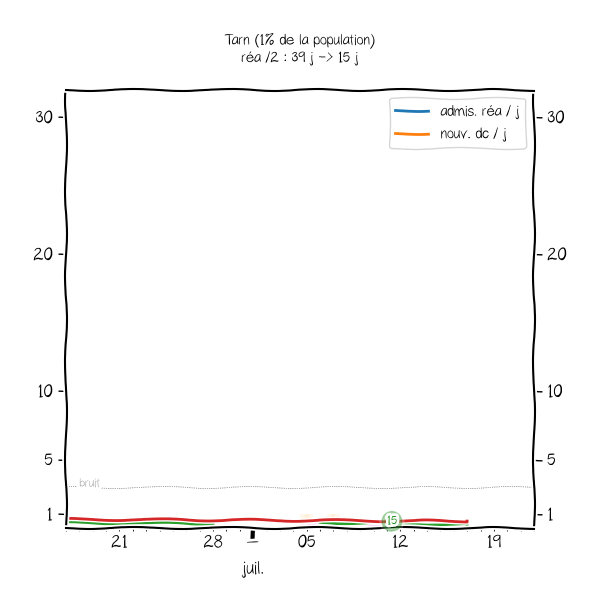 Tarn (1% de la population)
réa /2 : 39 j -> 15 j
admis. réa / j
nouv. dc / j
30
30
20
20
10
10
5
5
bruit
1
1
15
21
28
1
05
12
19
juil.